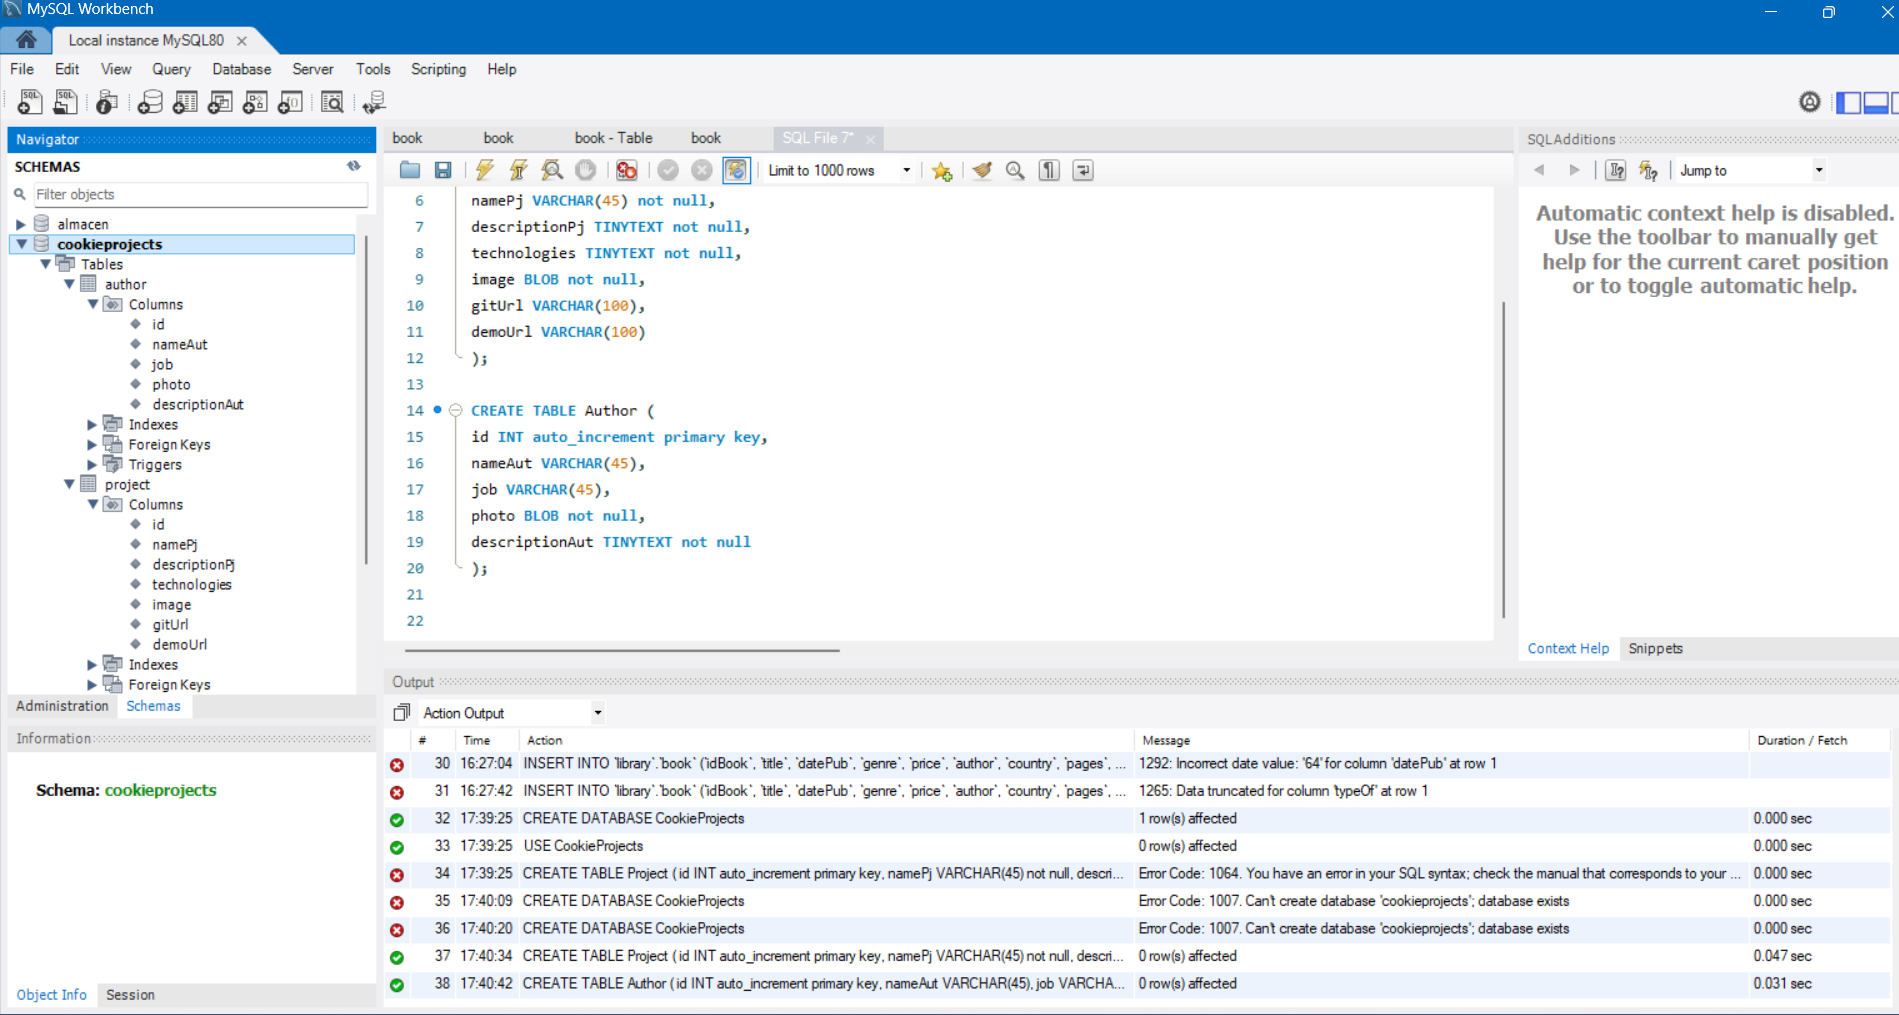 MySQL Workbench
Local instance MySQL80
File Edit View Query Database Server Tools Scripting Help
Navigator
SCHEMAS
Filter objects
almacen
cookieprojects
Tables
author
Columns
id
nameAut
job
photo
descriptionAut
Indexes
Foreign Keys
Triggers
project
Columns
id
namePj
descriptionPj
technologies
image
gitUrl
demoUrl
Indexes
Foreign Keys
Administration Schemas
Information
Schema: cookieprojects
Object Info Session
book book book - Table book SQL File 7*
Limit to 1000 rows
6 namePj VARCHAR(45) not null,
7 descriptionPj TINYTEXT not null,
8 technologies TINYTEXT not null,
9 image BLOB not null,
10 gitUrl VARCHAR(100),
11 demoUrl VARCHAR(100)
12 );
13
14 CREATE TABLE Author (
15 id INT auto_increment primary key,
16 nameAut VARCHAR(45),
17 job VARCHAR(45),
18 photo BLOB not null,
19 descriptionAut TINYTEXT not null
20 );
21
22
SQLAdditions
Jump to
Automatic context help is disabled.
Use the toolbar to manually get
help for the current caret position
or to toggle automatic help.
Context Help Snippets
Output
Action Output
# Time Action Message Duration / Fetch
30 16:27:04 INSERT INTO `library`.`book` (`idBook`, `title`, `datePub`, `genre`, `price`, `author`, `country`, `pages`, ... 1292: Incorrect date value: '64' for column 'datePub' at row 1
31 16:27:42 INSERT INTO `library`.`book` (`idBook`, `title`, `datePub`, `genre`, `price`, `author`, `country`, `pages`, ... 1265: Data truncated for column 'typeOf' at row 1
32 17:39:25 CREATE DATABASE CookieProjects 1 row(s) affected 0.000 sec
33 17:39:25 USE CookieProjects 0 row(s) affected 0.000 sec
34 17:39:25 CREATE TABLE Project ( id INT auto_increment primary key, namePj VARCHAR(45) not null, descri... Error Code: 1064. You have an error in your SQL syntax; check the manual that corresponds to your ... 0.000 sec
35 17:40:09 CREATE DATABASE CookieProjects Error Code: 1007. Can't create database 'cookieprojects'; database exists 0.000 sec
36 17:40:20 CREATE DATABASE CookieProjects Error Code: 1007. Can't create database 'cookieprojects'; database exists 0.000 sec
37 17:40:34 CREATE TABLE Project ( id INT auto_increment primary key, namePj VARCHAR(45) not null, descri... 0 row(s) affected 0.047 sec
38 17:40:42 CREATE TABLE Author ( id INT auto_increment primary key, nameAut VARCHAR(45), job VARCHA... 0 row(s) affected 0.031 sec